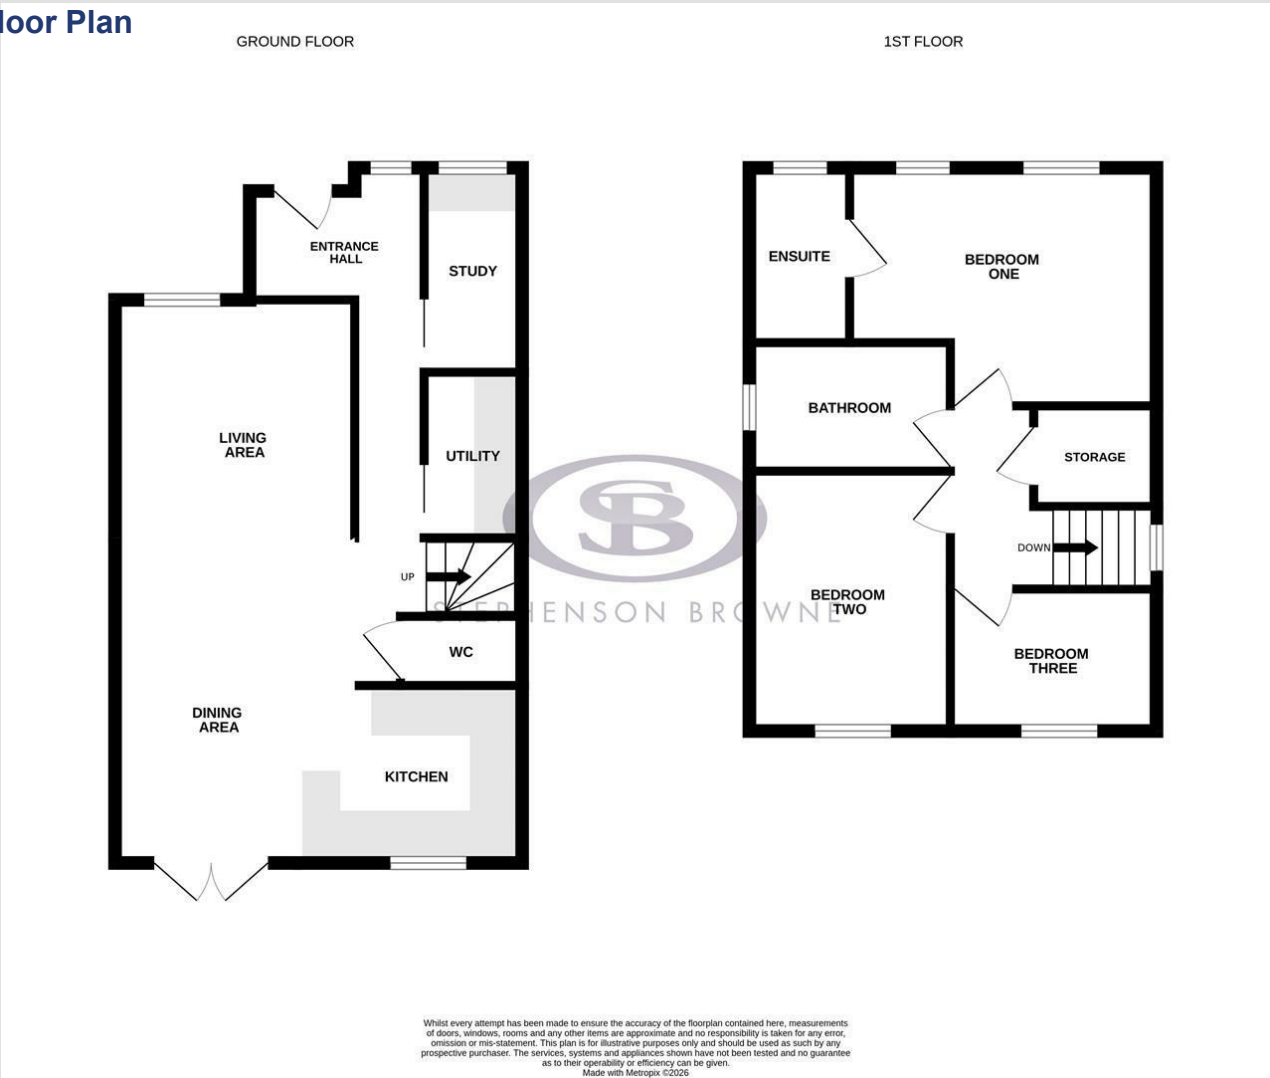 loor Plan
GROUND FLOOR
1ST FLOOR
ENTRANCE
HALL
STUDY
LIVING
AREA
UTILITY
UP
WC
DINING
AREA
KITCHEN
ENSUITE
BEDROOM
ONE
BATHROOM
STORAGE
DOWN
BEDROOM
TWO
BEDROOM
THREE
SB
STEPHENSON BROWNE
Whilst every attempt has been made to ensure the accuracy of the floorplan contained here, measurements
of doors, windows, rooms and any other items are approximate and no responsibility is taken for any error,
omission or mis-statement. This plan is for illustrative purposes only and should be used as such by any
prospective purchaser. The services, systems and appliances shown have not been tested and no guarantee
as to their operability or efficiency can be given.
Made with Metropix ©2026